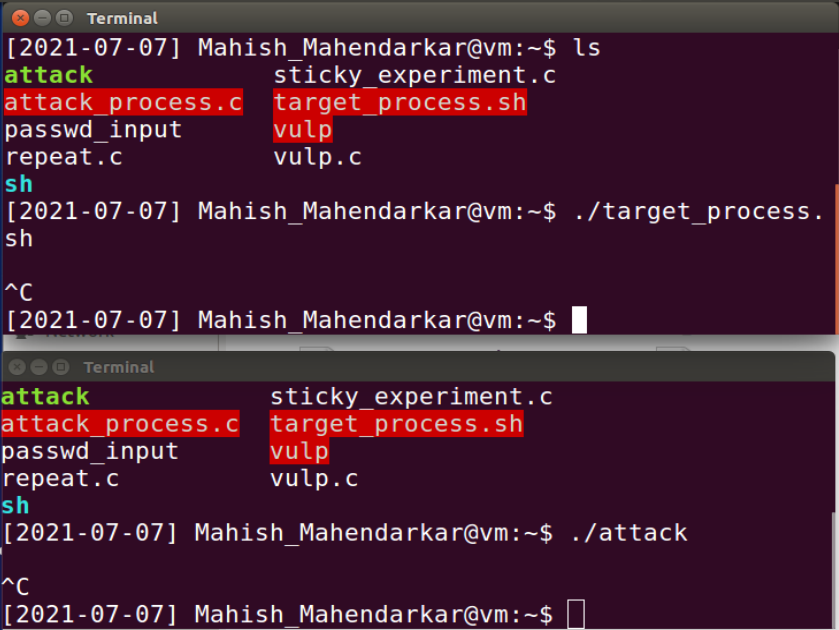 Terminal
[2021-07-07] Mahish_Mahendarkar@vm:~$ ls
attack sticky_experiment.c
attack_process.c target_process.sh
passwd_input vulp
repeat.c vulp.c
sh
[2021-07-07] Mahish_Mahendarkar@vm:~$ ./target_process.
sh
^C
[2021-07-07] Mahish_Mahendarkar@vm:~$
Terminal
attack sticky_experiment.c
attack_process.c target_process.sh
passwd_input vulp
repeat.c vulp.c
sh
[2021-07-07] Mahish_Mahendarkar@vm:~$ ./attack
^C
[2021-07-07] Mahish_Mahendarkar@vm:~$